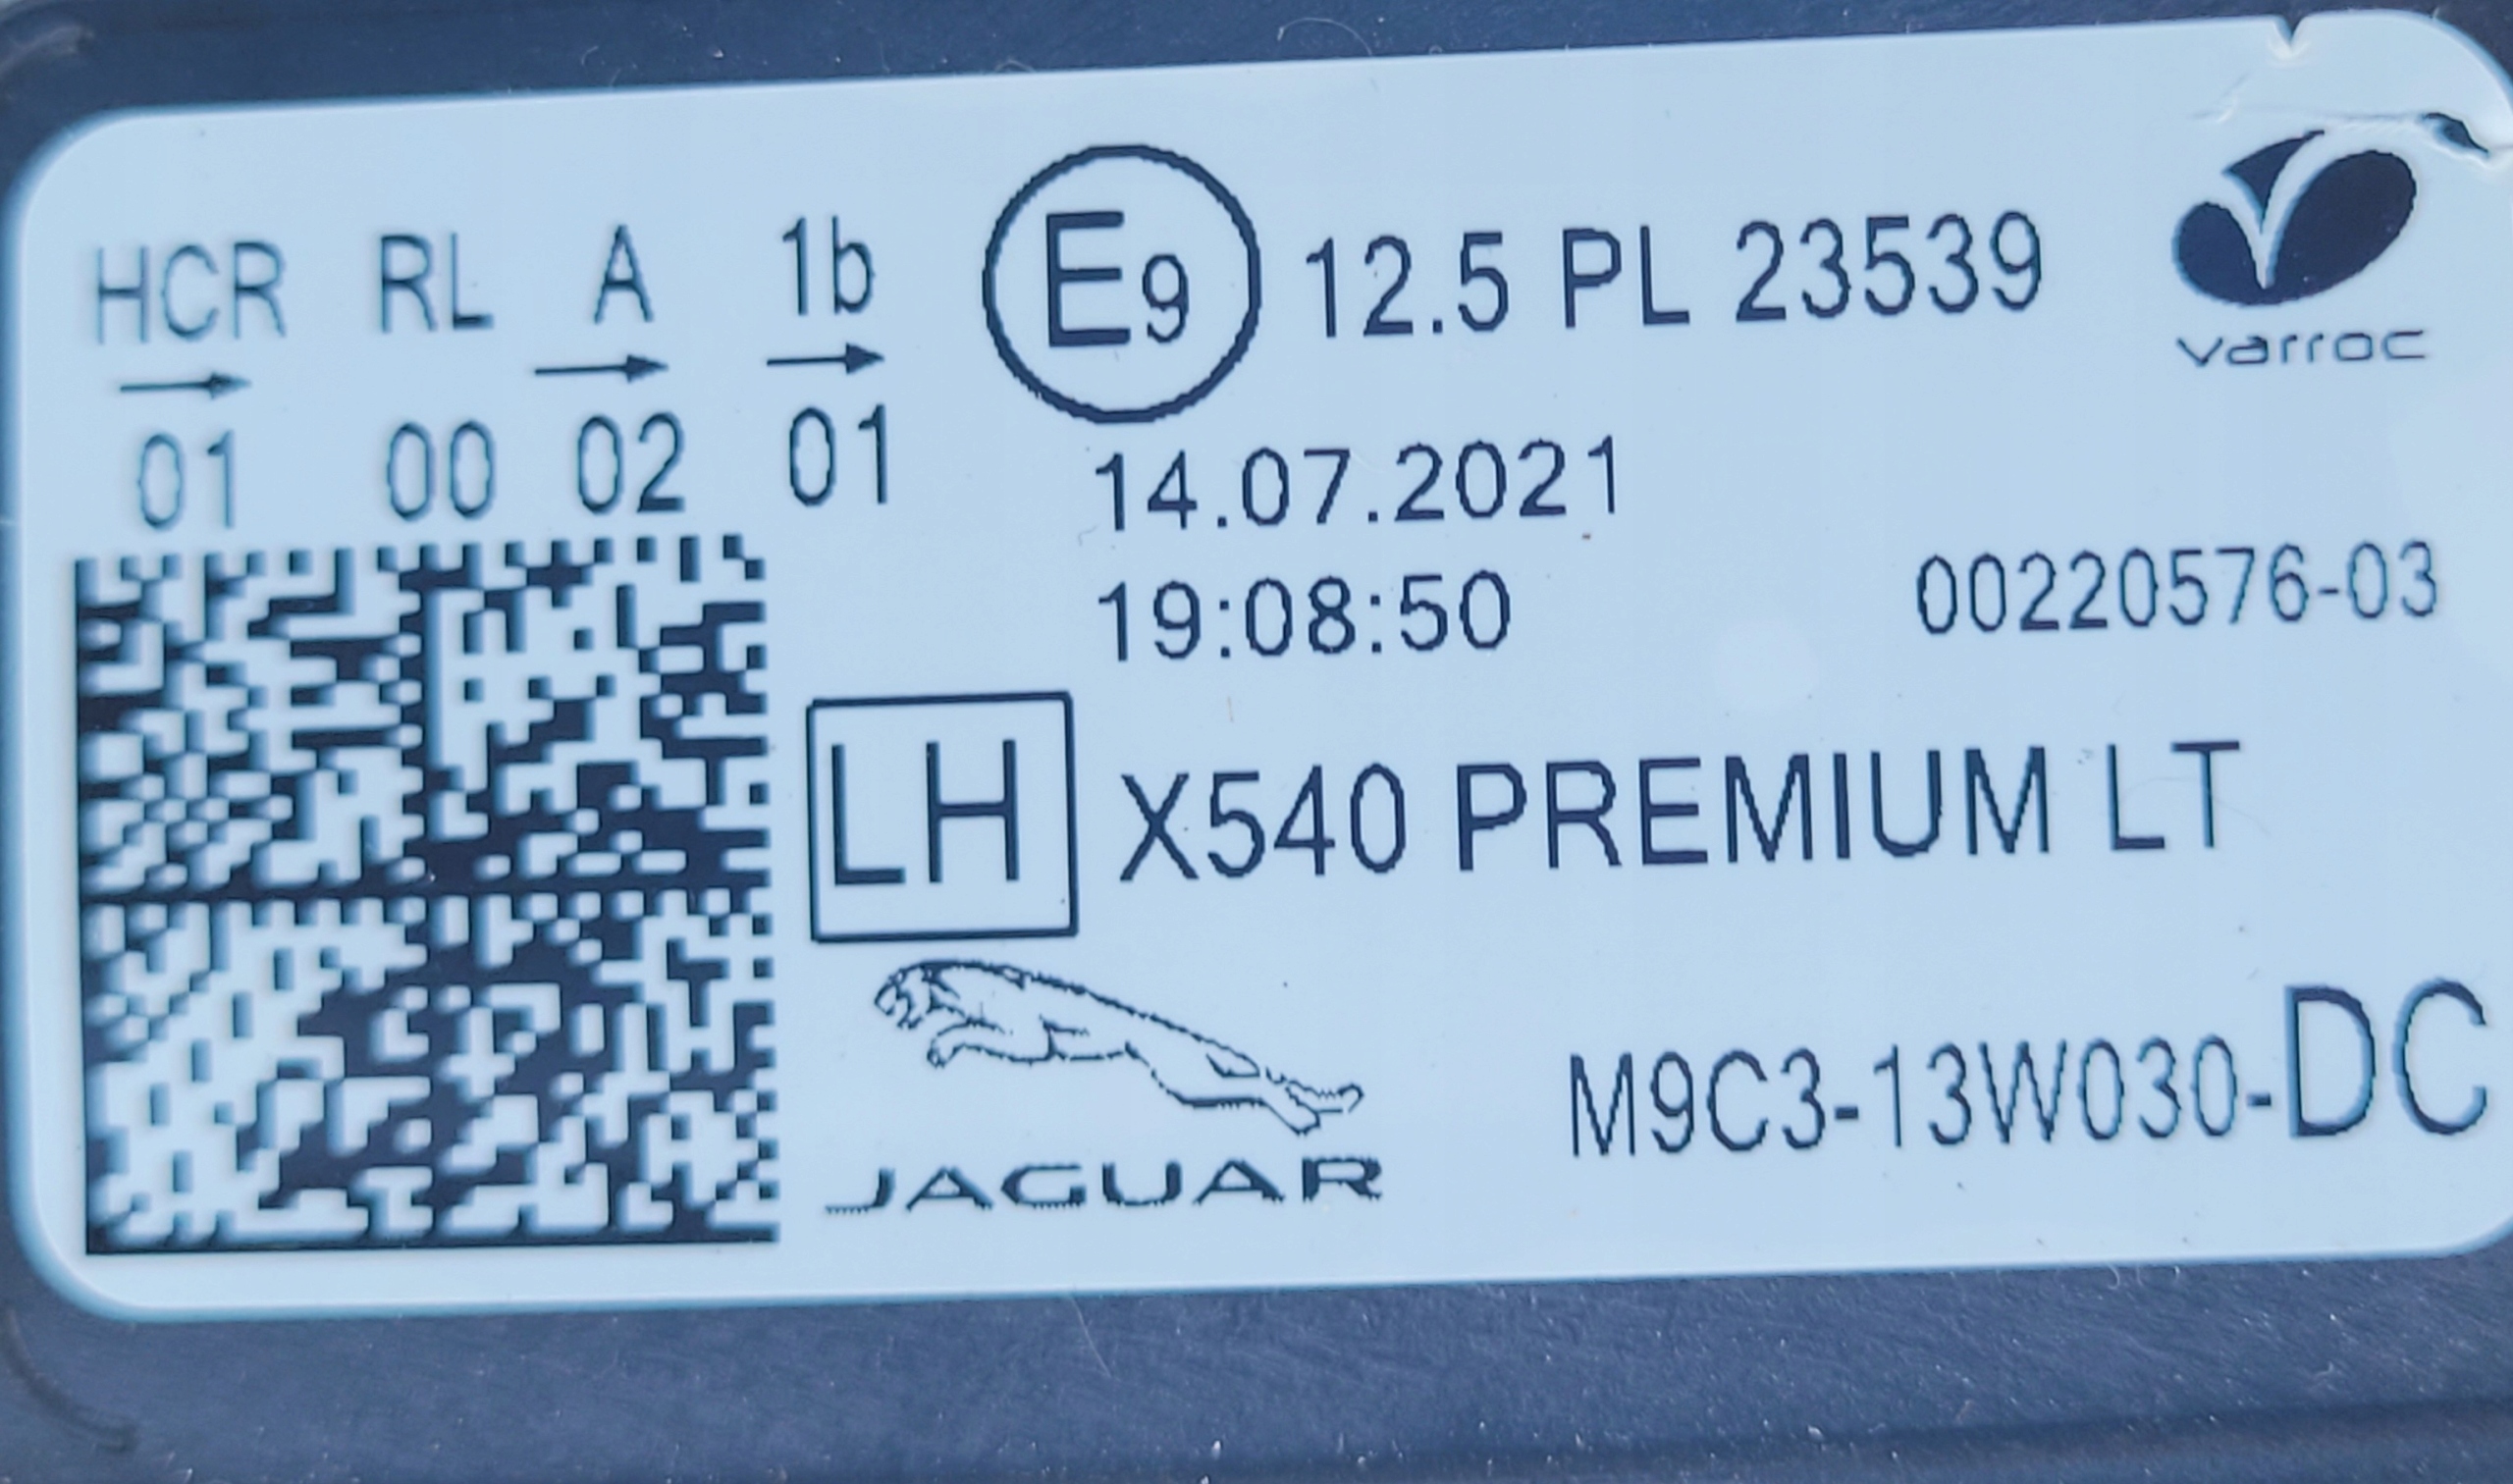 HCR RL A 1b
→ → →
01 00 02 01
E9 12.5 PL 23539
varroc
14.07.2021
19:08:50
00220576-03
LH X540 PREMIUM LT
JAGUAR
M9C3-13W030-DC